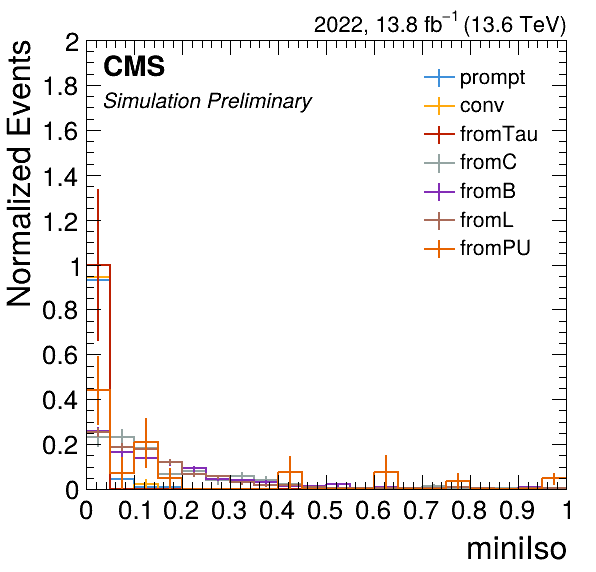 2022, 13.8 fb⁻¹ (13.6 TeV)
CMS
Simulation Preliminary
prompt
conv
fromTau
fromC
fromB
fromL
fromPU
Normalized Events
2
1.8
1.6
1.4
1.2
1
0.8
0.6
0.4
0.2
0
0 0.1 0.2 0.3 0.4 0.5 0.6 0.7 0.8 0.9 1
miniIso